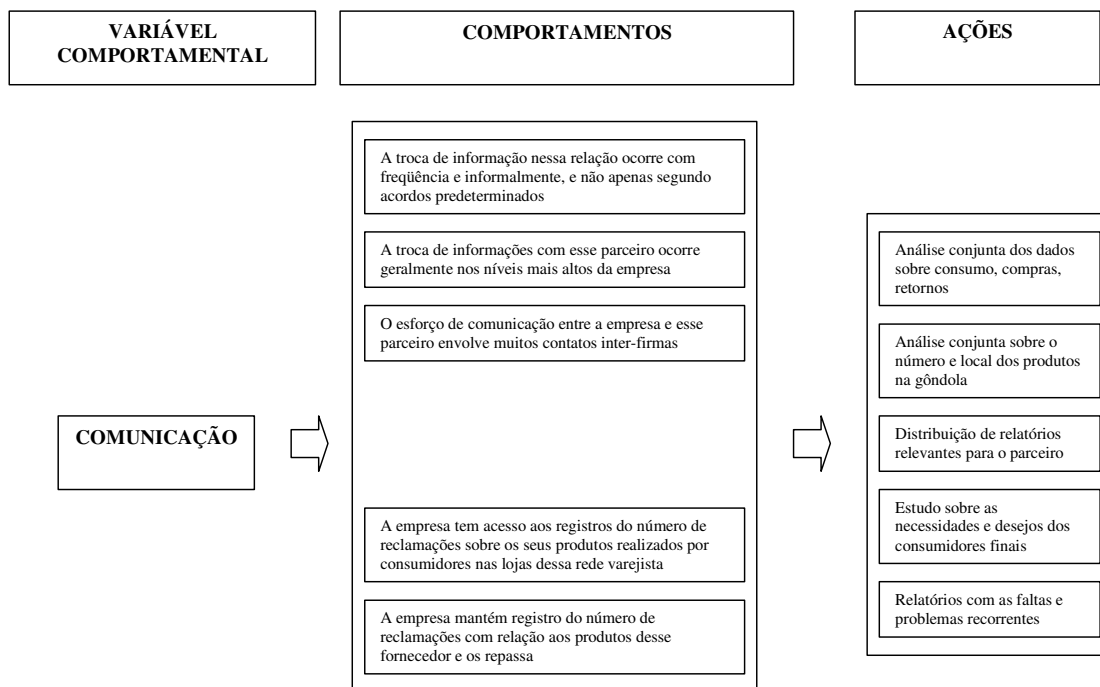 VARIÁVEL
COMPORTAMENTAL
COMPORTAMENTOS
AÇÕES
COMUNICAÇÃO
A troca de informação nessa relação ocorre com
freqüência e informalmente, e não apenas segundo
acordos predeterminados
A troca de informações com esse parceiro ocorre
geralmente nos níveis mais altos da empresa
O esforço de comunicação entre a empresa e esse
parceiro envolve muitos contatos inter-firmas
A empresa tem acesso aos registros do número de
reclamações sobre os seus produtos realizados por
consumidores nas lojas dessa rede varejista
A empresa mantém registro do número de
reclamações com relação aos produtos desse
fornecedor e os repassa
Análise conjunta dos dados
sobre consumo, compras,
retornos
Análise conjunta sobre o
número e local dos produtos
na gôndola
Distribuição de relatórios
relevantes para o parceiro
Estudo sobre as
necessidades e desejos dos
consumidores finais
Relatórios com as faltas e
problemas recorrentes